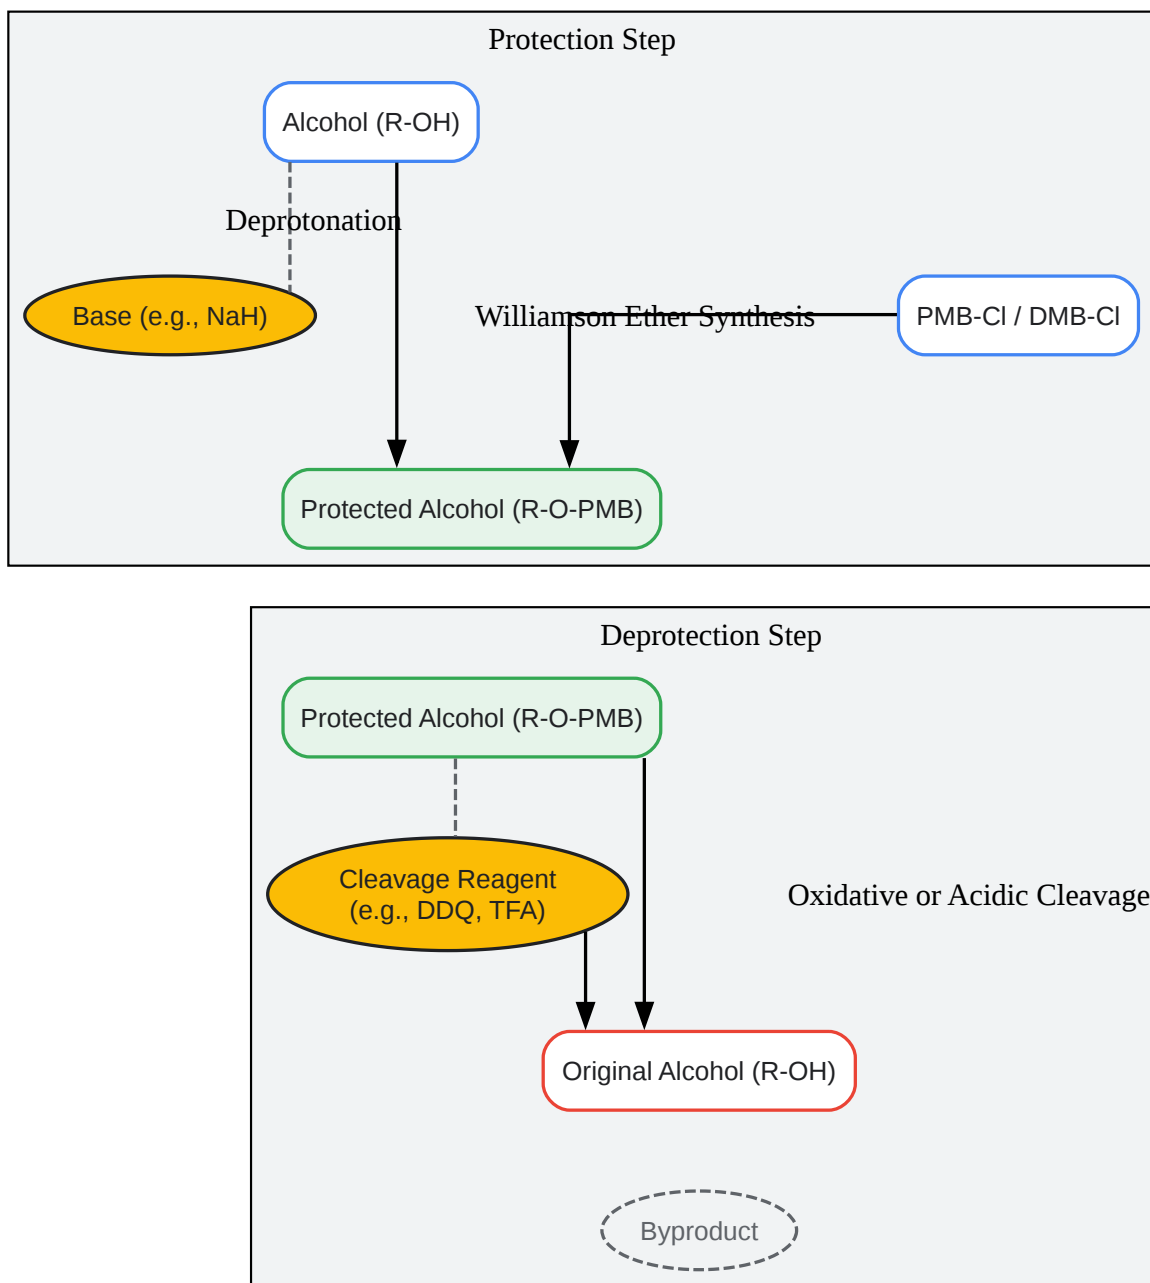 Protection Step
Alcohol (R-OH)
Deprotonation
Base (e.g., NaH)
Williamson Ether Synthesis
PMB-Cl / DMB-Cl
Protected Alcohol (R-O-PMB)
Deprotection Step
Protected Alcohol (R-O-PMB)
Cleavage Reagent
(e.g., DDQ, TFA)
Oxidative or Acidic Cleavage
Original Alcohol (R-OH)
Byproduct